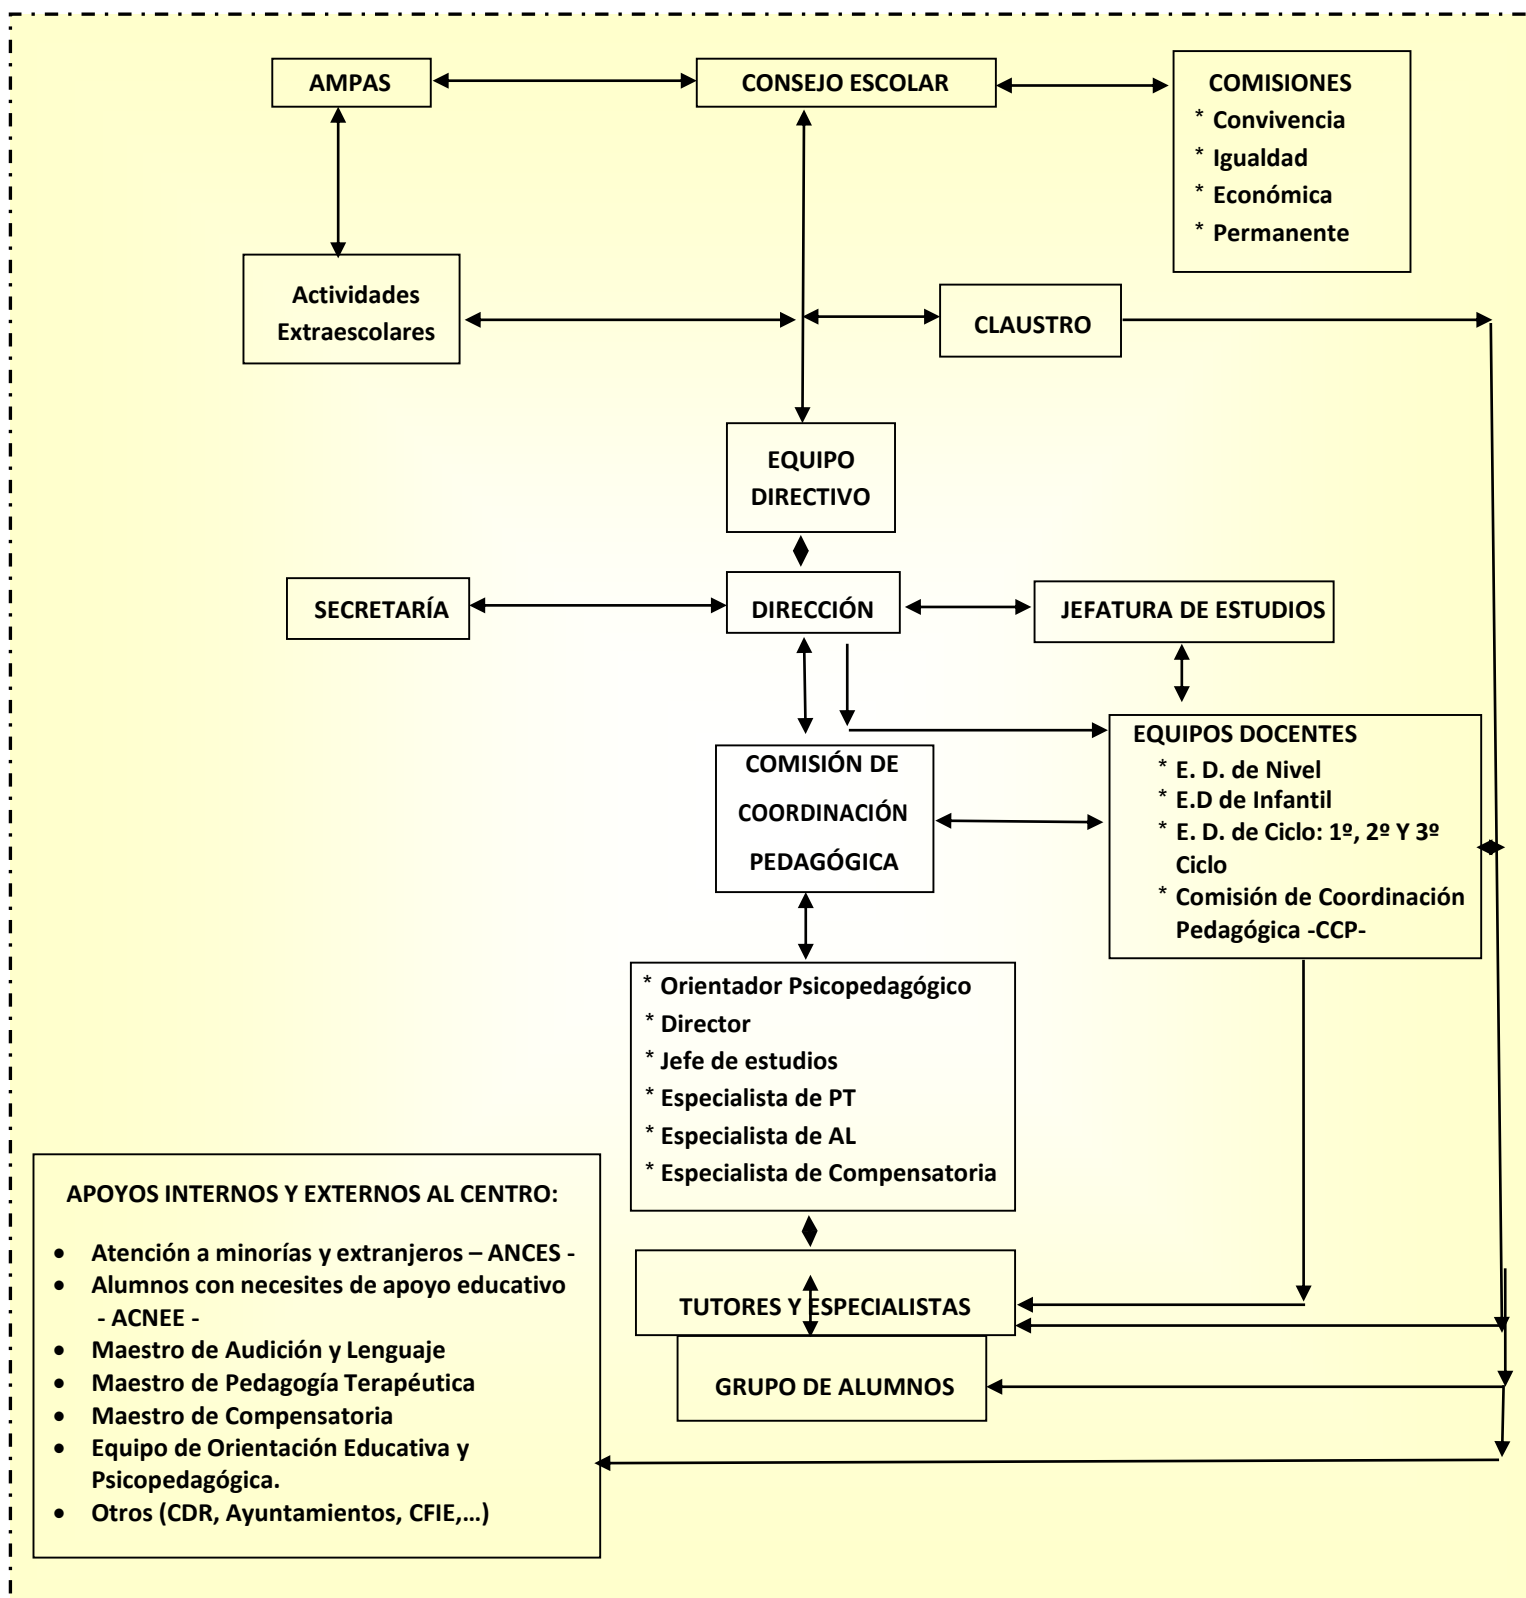 AMPAS
CONSEJO ESCOLAR
COMISIONES
* Convivencia
* Igualdad
* Económica
* Permanente
Actividades
Extraescolares
CLAUSTRO
EQUIPO
DIRECTIVO
SECRETARÍA
DIRECCIÓN
JEFATURA DE ESTUDIOS
COMISIÓN DE
COORDINACIÓN
PEDAGÓGICA
EQUIPOS DOCENTES
* E. D. de Nivel
* E.D de Infantil
* E. D. de Ciclo: 1º, 2º Y 3º
Ciclo
* Comisión de Coordinación
Pedagógica -CCP-
* Orientador Psicopedagógico
* Director
* Jefe de estudios
* Especialista de PT
* Especialista de AL
* Especialista de Compensatoria
TUTORES Y ESPECIALISTAS
GRUPO DE ALUMNOS
APOYOS INTERNOS Y EXTERNOS AL CENTRO:
• Atención a minorías y extranjeros – ANCES -
• Alumnos con necesites de apoyo educativo
- ACNEE -
• Maestro de Audición y Lenguaje
• Maestro de Pedagogía Terapéutica
• Maestro de Compensatoria
• Equipo de Orientación Educativa y
Psicopedagógica.
• Otros (CDR, Ayuntamientos, CFIE,…)